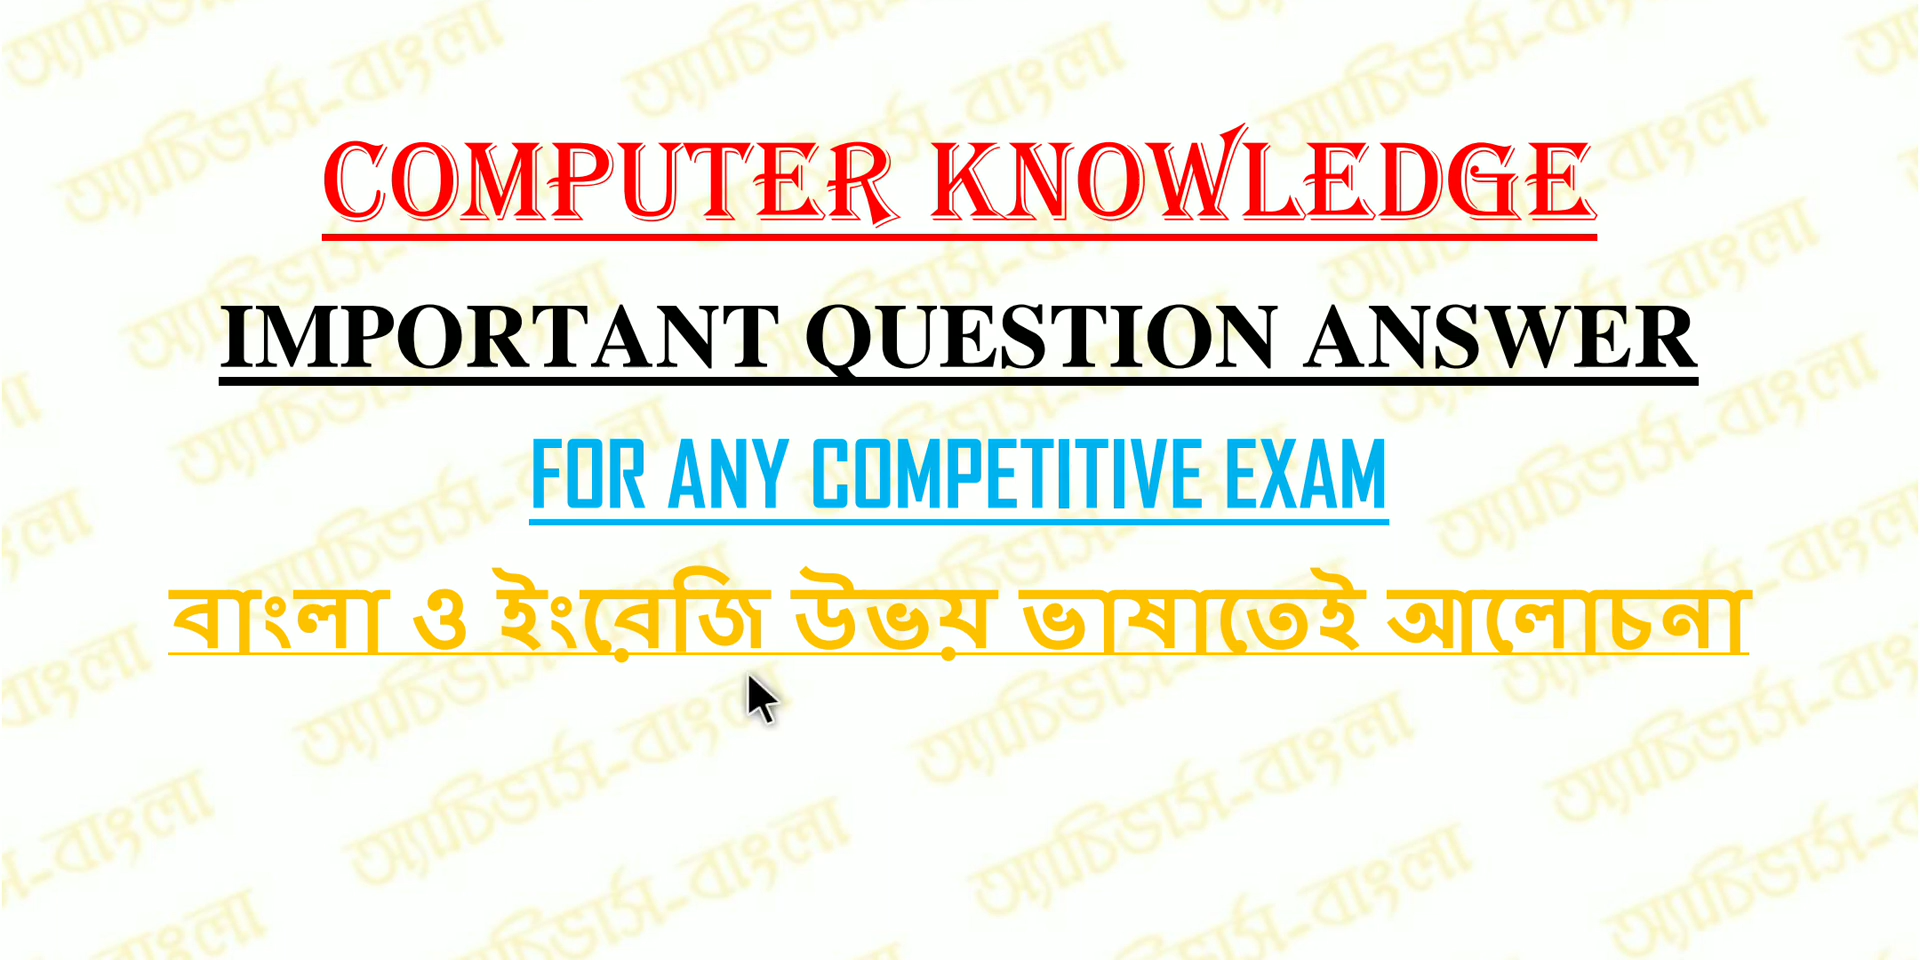 COMPUTER KNOWLEDGE
IMPORTANT QUESTION ANSWER
FOR ANY COMPETITIVE EXAM
বাংলা ও ইংরেজি উভয় ভাষাতেই আলোচনা